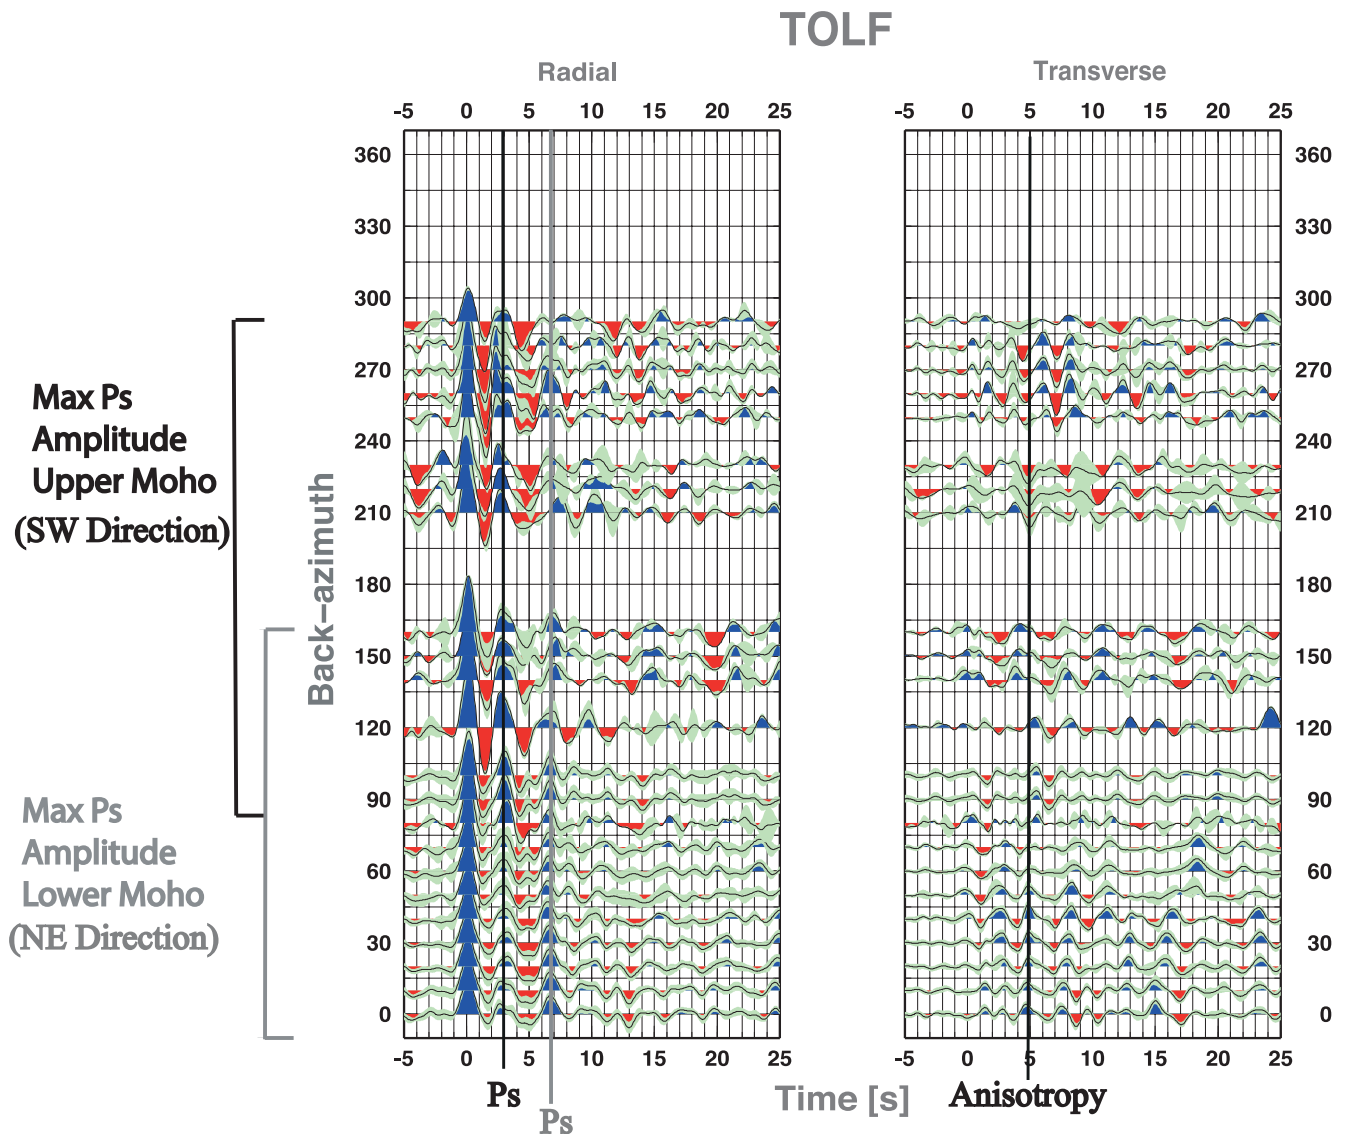 TOLF
Radial
Transverse
-5 0 5 10 15 20 25
-5 0 5 10 15 20 25
360
330
300
270
240
210
180
150
120
90
60
30
0
360
330
300
270
240
210
180
150
120
90
60
30
0
Back–azimuth
Max Ps
Amplitude
Upper Moho
(SW Direction)
Max Ps
Amplitude
Lower Moho
(NE Direction)
-5 0 5 10 15 20 25
-5 0 5 10 15 20 25
Ps
Ps
Time [s]
Anisotropy